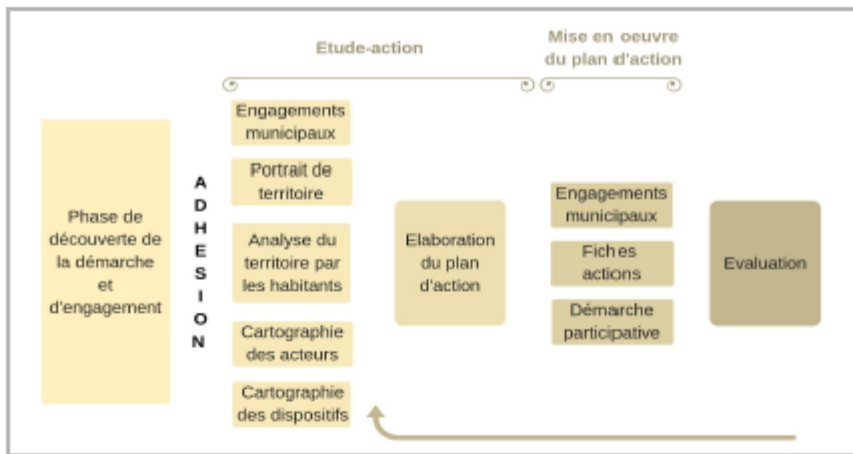 Etude-action
Mise en oeuvre
du plan d'action
Phase de
découverte de
la démarche
et
d'engagement
ADHESION
Engagements
municipaux
Portrait de
territoire
Analyse du
territoire par
les habitants
Cartographie
des acteurs
Cartographie
des dispositifs
Elaboration
du plan
d'action
Engagements
municiipaux
Fiches
actions
Démarche
participative
Evaluation